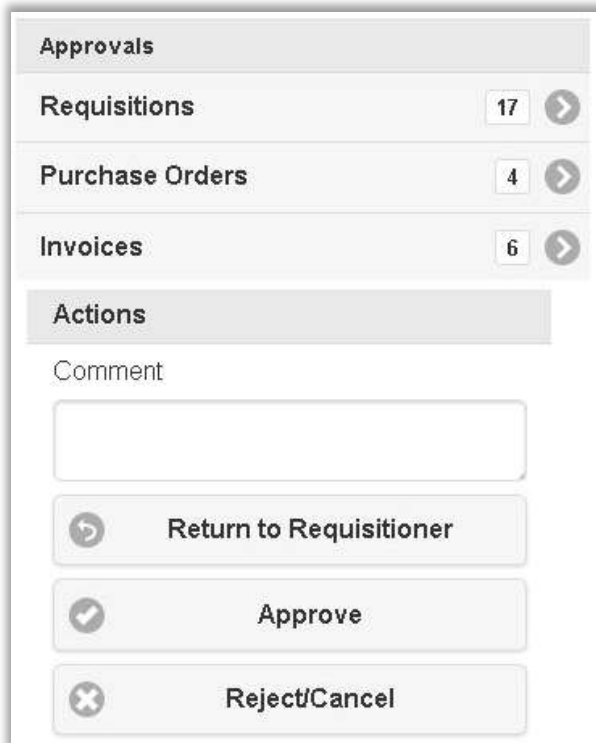 Approvals
Requisitions 17
Purchase Orders 4
Invoices 6
Actions
Comment
Return to Requisitioner
Approve
Reject/Cancel